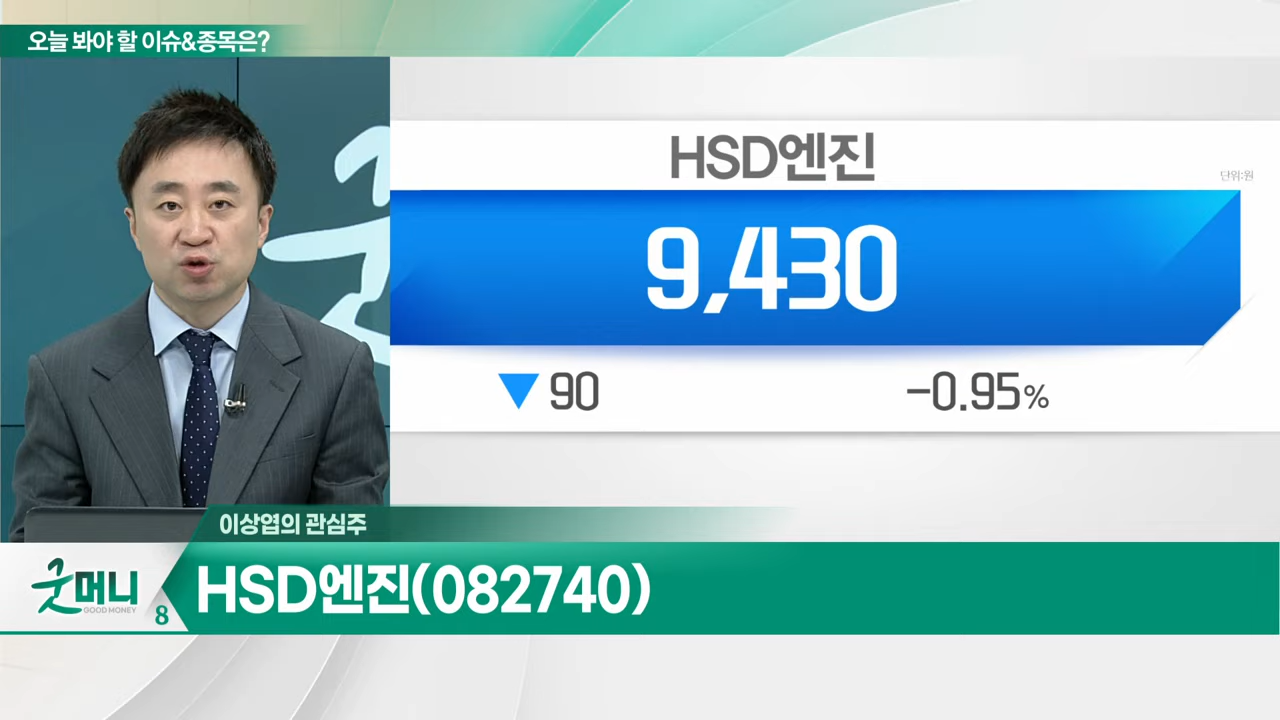 오늘 봐야 할 이슈&종목은?
HSD엔진
단위:원
9,430
▼90
-0.95%
이상엽의 관심주
굿머니
GOOD MONEY
8
HSD엔진(082740)